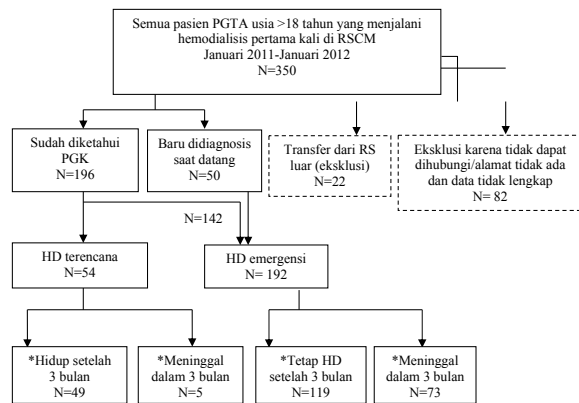 Semua pasien PGTA usia >18 tahun yang menjalani
hemodialisis pertama kali di RSCM
Januari 2011-Januari 2012
N=350
Sudah diketahui
PGK
N=196
Baru didiagnosis
saat datang
N=50
Transfer dari RS
luar (eksklusi)
N=22
Eksklusi karena tidak dapat
dihubungi/alamat tidak ada
dan data tidak lengkap
N= 82
N=142
HD terencana
N=54
HD emergensi
N= 192
*Hidup setelah
3 bulan
N=49
*Meninggal
dalam 3 bulan
N=5
*Tetap HD
setelah 3 bulan
N=119
*Meninggal
dalam 3 bulan
N=73